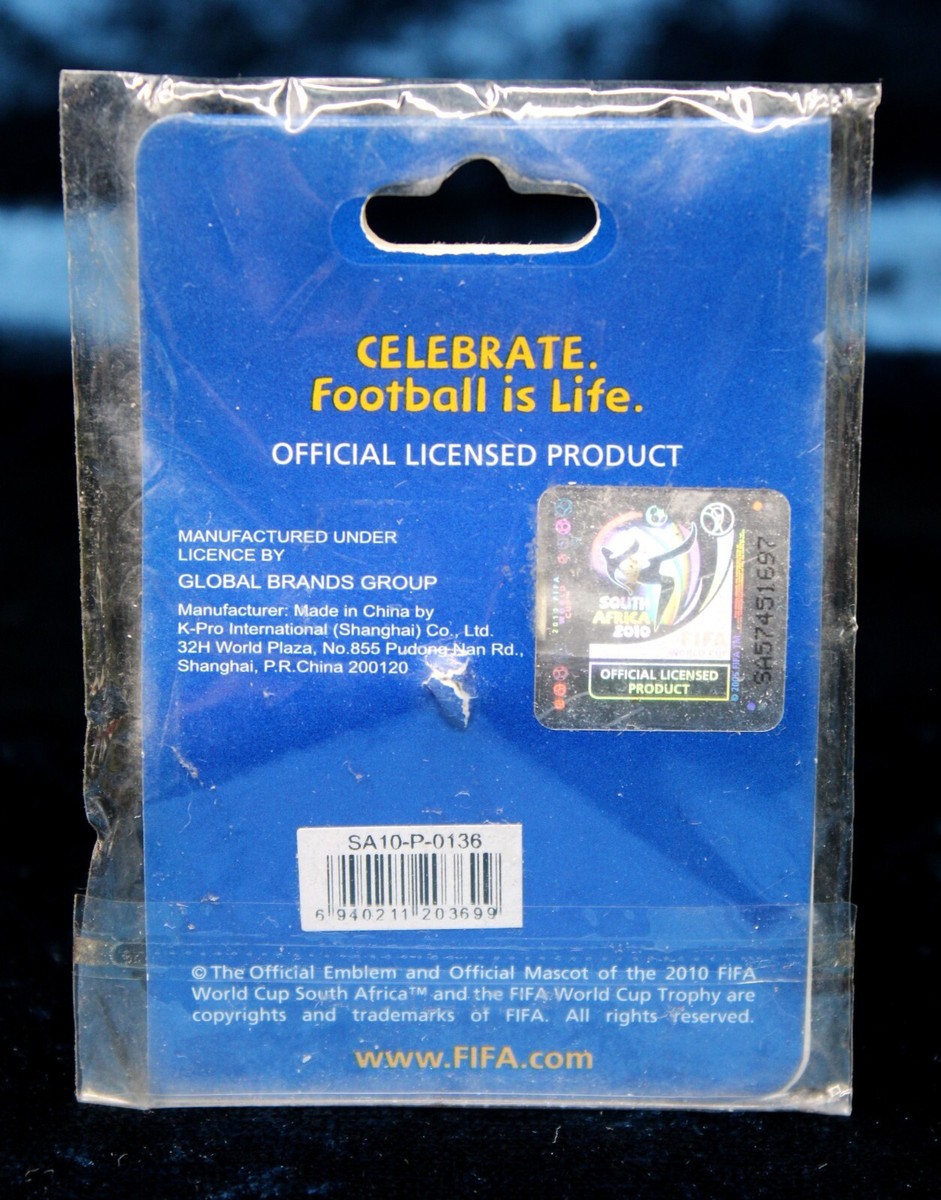 CELEBRATE.
Football is Life.
OFFICIAL LICENSED PRODUCT
MANUFACTURED UNDER
LICENCE BY
GLOBAL BRANDS GROUP
Manufacturer: Made in China by
K-Pro International (Shanghai) Co., Ltd.
32H World Plaza, No.855 Pudong Nan Rd.,
Shanghai, P.R.China 200120
SOUTH
AFRICA
2010
FIFA
OFFICIAL LICENSED
PRODUCT
SA57451697
SA10-P-0136
6 940211 203699
© The Official Emblem and Official Mascot of the 2010 FIFA
World Cup South Africa™ and the FIFA World Cup Trophy are
copyrights and trademarks of FIFA. All rights reserved.
www.FIFA.com